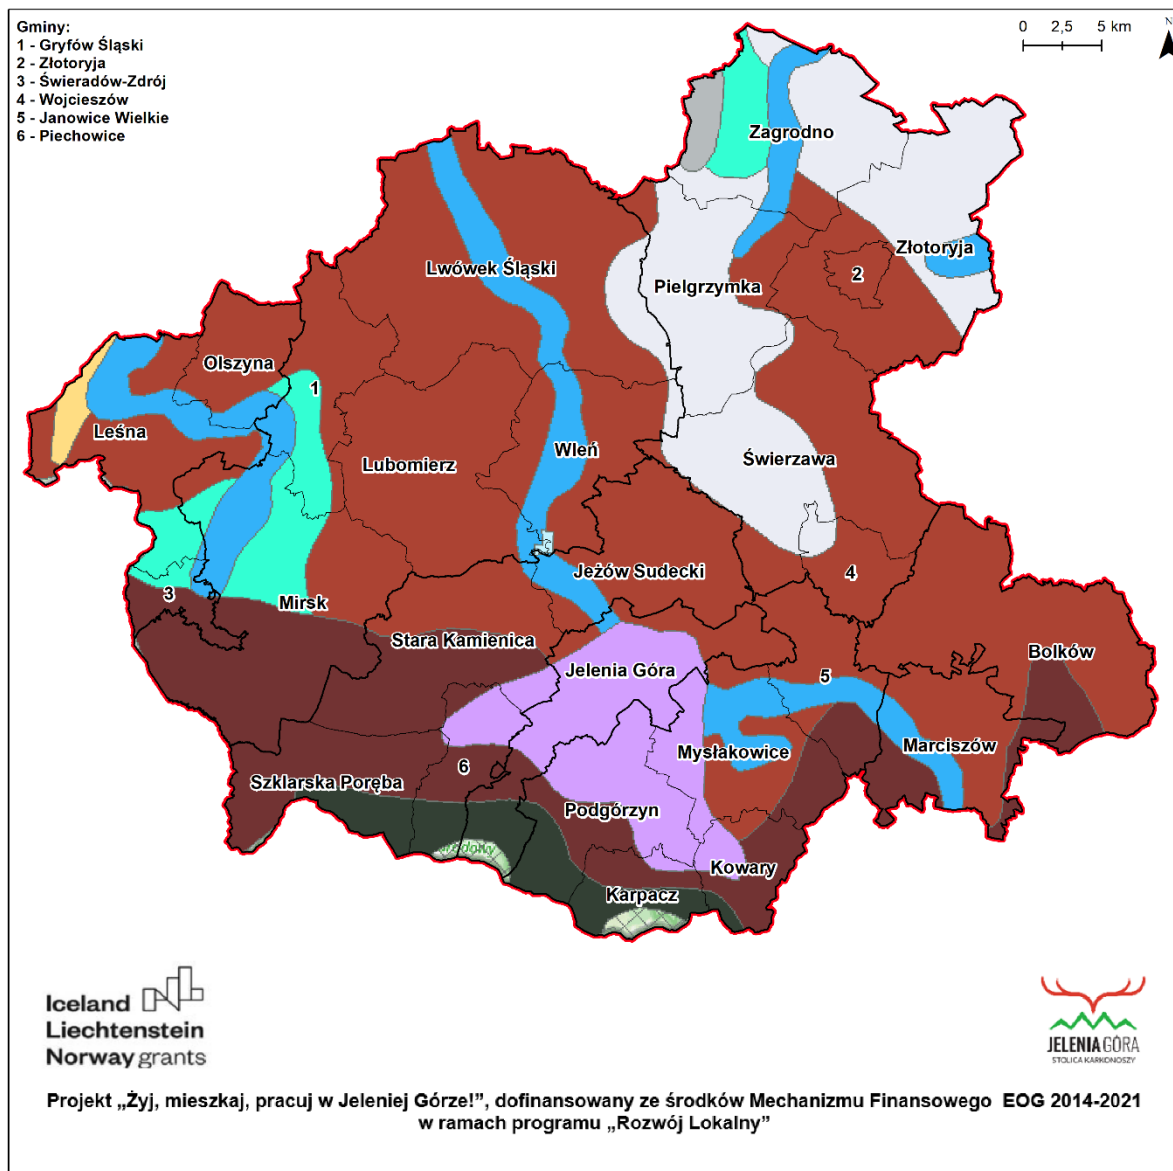 Gminy:
1 - Gryfów Śląski
2 - Złotoryja
3 - Świeradów-Zdrój
4 - Wojcieszów
5 - Janowice Wielkie
6 - Piechowice
0 2,5 5 km
N
Zagrodno
Złotoryja
2
Lwówek Śląski
Pielgrzymka
Olszyna
1
Leśna
Lubomierz
Wleń
Świerzawa
Jeżów Sudecki
4
3
Mirsk
Stara Kamienica
Jelenia Góra
5
Bolków
Mysłakowice
Marciszów
6
Szklarska Poręba
Podgórzyn
Kowary
Karpacz
Iceland
Liechtenstein
Norway grants
JELENIA GÓRA
STOLICA KARKONOSZY
Projekt „Żyj, mieszkaj, pracuj w Jeleniej Górze!”, dofinansowany ze środków Mechanizmu Finansowego EOG 2014-2021
w ramach programu „Rozwój Lokalny”